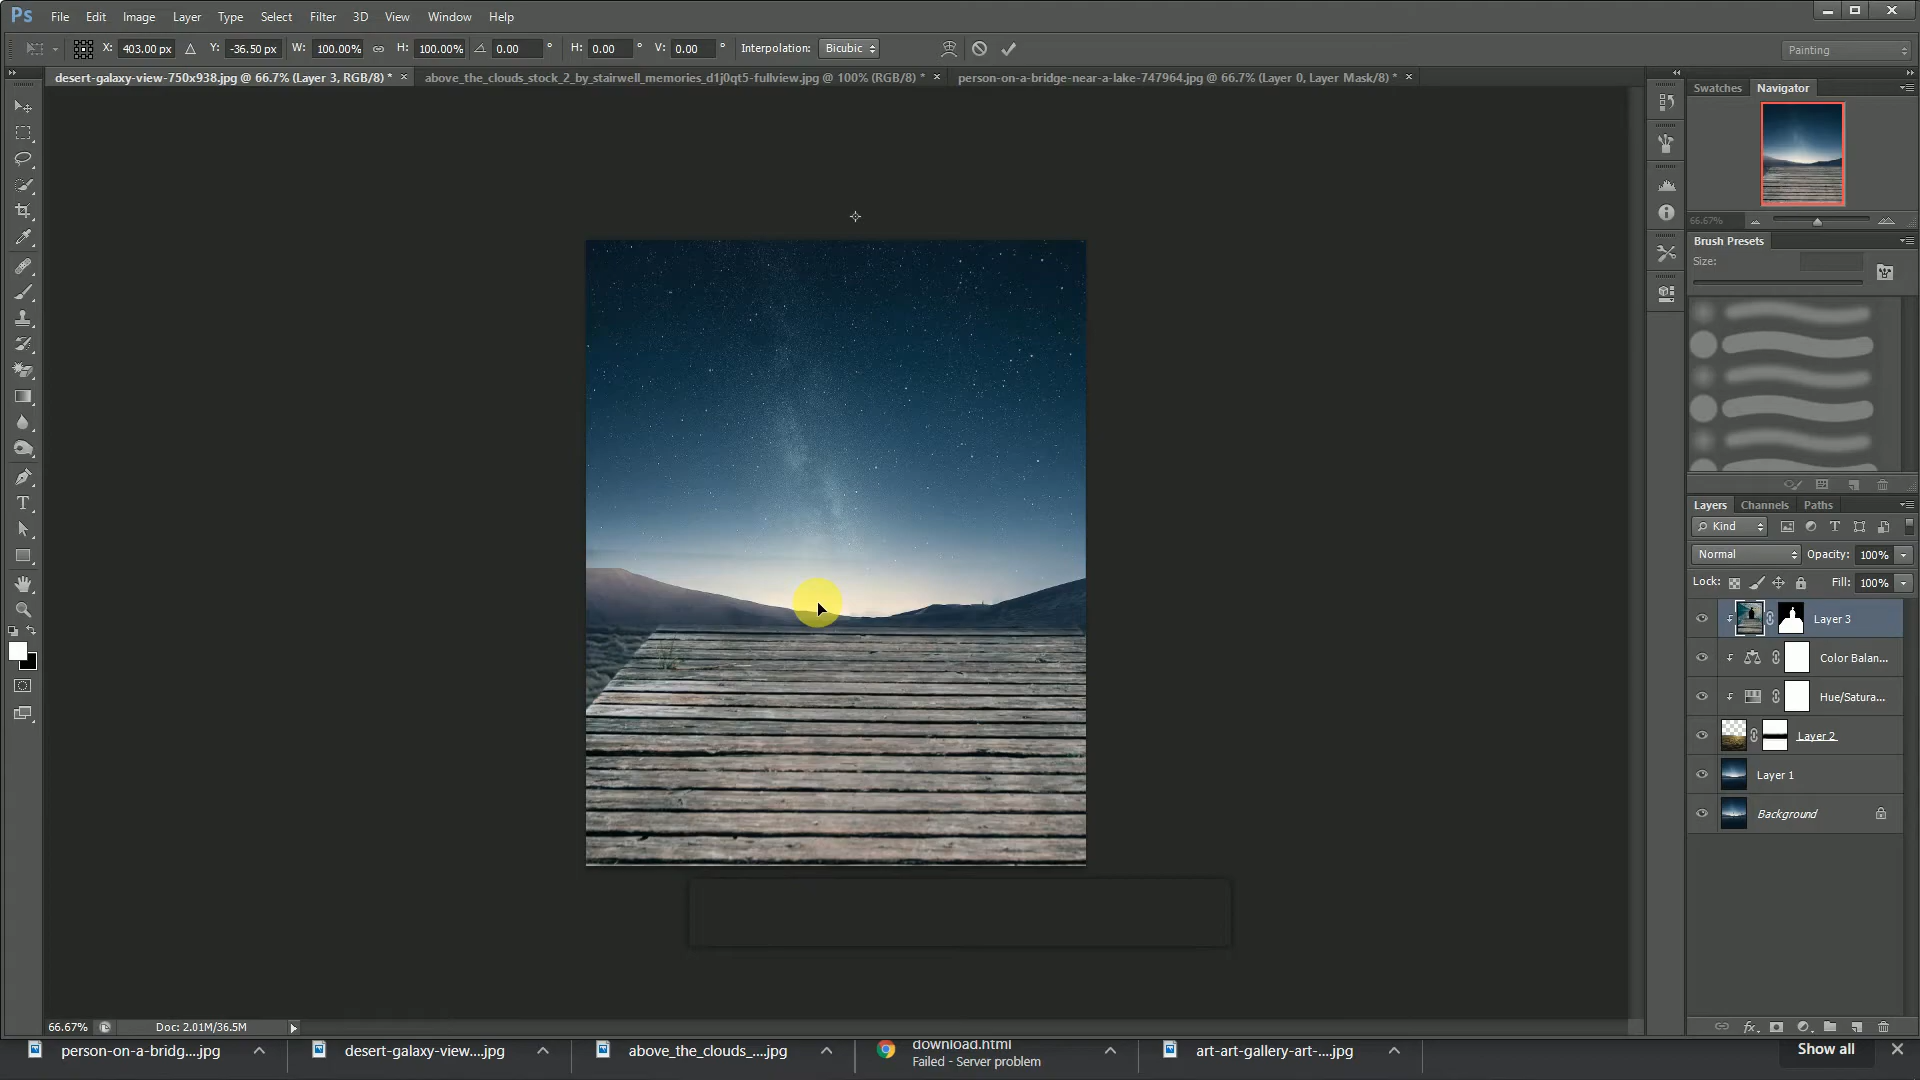 Ps File Edit Image Layer Type Select Filter 3D View Window Help
X: 403.00 px Y: -36.50 px W: 100.00% H: 100.00% 0.00 ° H: 0.00 ° V: 0.00 ° Interpolation: Bicubic Painting
desert-galaxy-view-750x938.jpg @ 66.7% (Layer 3, RGB/8) * × above_the_clouds_stock_2_by_stairwell_memories_d1j0qt5-fullview.jpg @ 100% (RGB/8) * × person-on-a-bridge-near-a-lake-747964.jpg @ 66.7% (Layer 0, Layer Mask/8) * ×
Swatches Navigator
66.67%
Brush Presets
Size:
Layers Channels Paths
Kind
Normal Opacity: 100%
Lock: Fill: 100%
Layer 3
Color Balan...
Hue/Satura...
Layer 2
Layer 1
Background
fx
66.67% Doc: 2.01M/36.5M
person-on-a-bridg....jpg desert-galaxy-view....jpg above_the_clouds_....jpg download.html art-art-gallery-art-....jpg Show all
Failed - Server problem